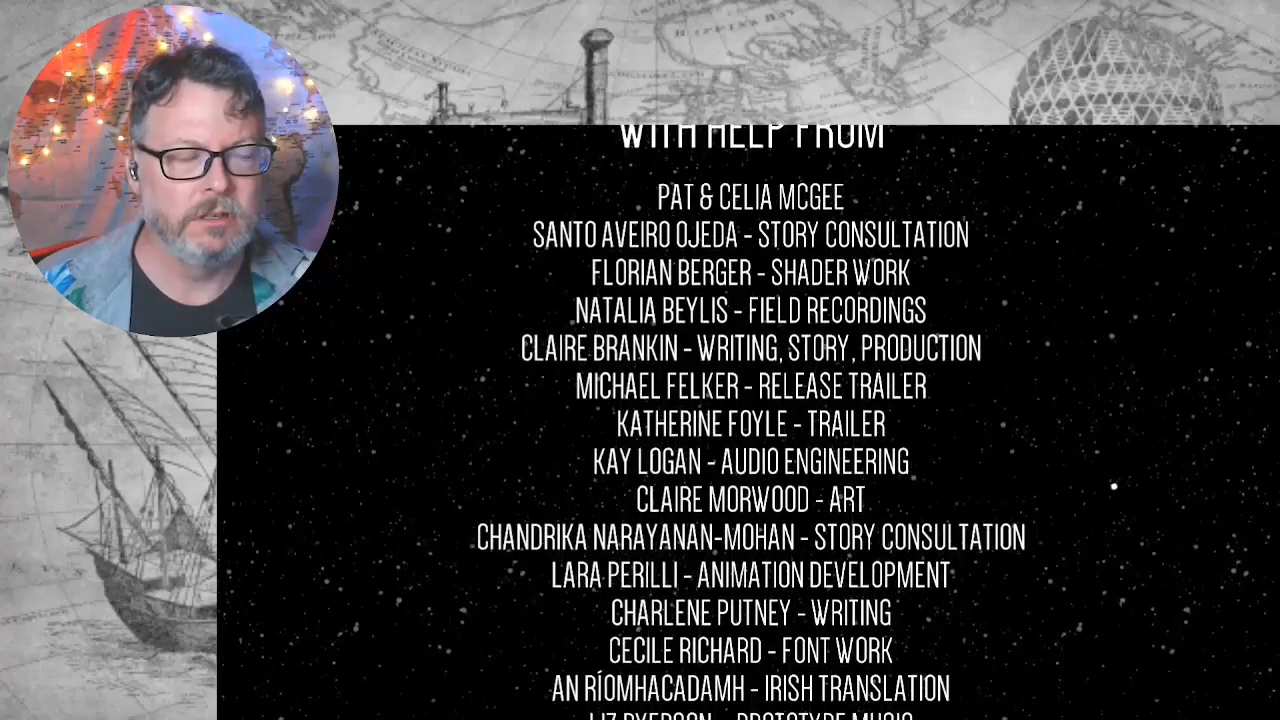 WITH HELP FROM
PAT & CELIA MCGEE
SANTO AVEIRO OJEDA - STORY CONSULTATION
FLORIAN BERGER - SHADER WORK
NATALIA BEYLIS - FIELD RECORDINGS
CLAIRE BRANKIN - WRITING, STORY, PRODUCTION
MICHAEL FELKER - RELEASE TRAILER
KATHERINE FOYLE - TRAILER
KAY LOGAN - AUDIO ENGINEERING
CLAIRE MORWOOD - ART
CHANDRIKA NARAYANAN-MOHAN - STORY CONSULTATION
LARA PERILLI - ANIMATION DEVELOPMENT
CHARLENE PUTNEY - WRITING
CECILE RICHARD - FONT WORK
AN RÍOMHACADAMH - IRISH TRANSLATION